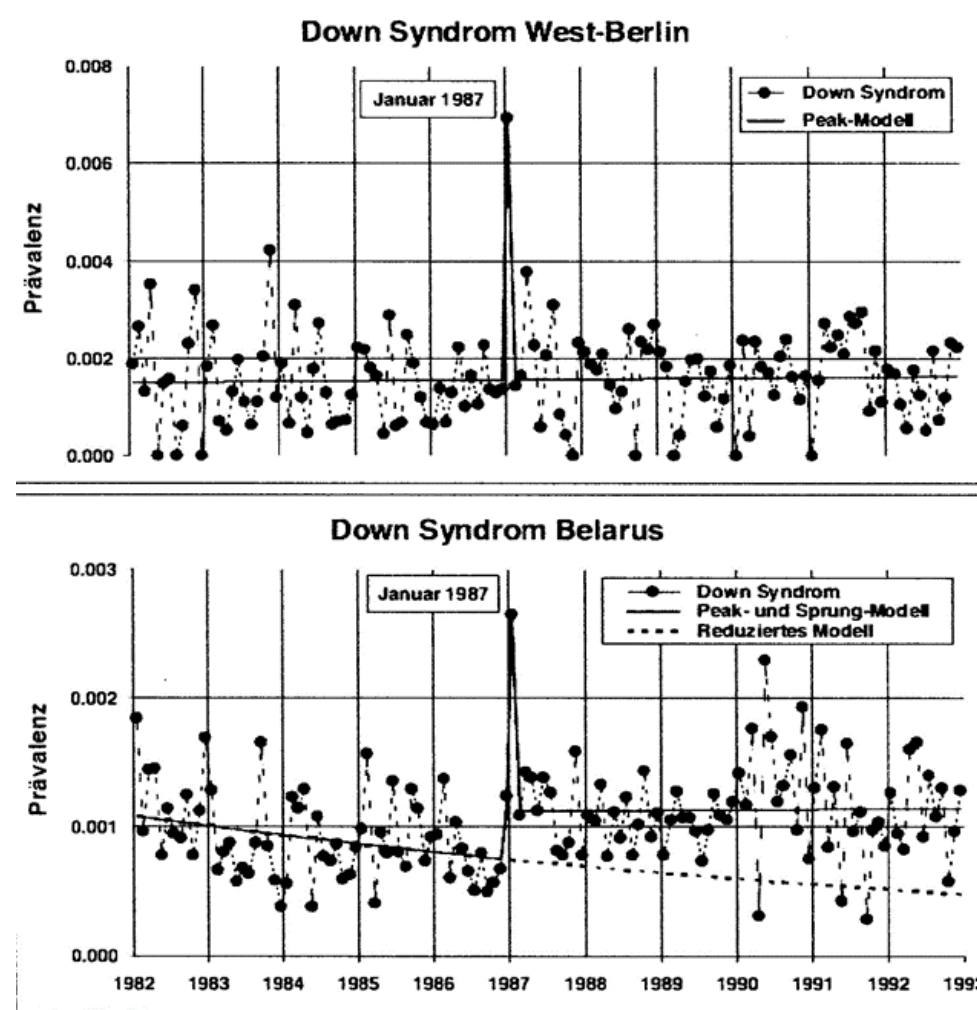 Down Syndrom West-Berlin
0.008
0.006
0.004
0.002
0.000
Prävalenz
Januar 1987
Down Syndrom
Peak-Modell
Down Syndrom Belarus
0.003
0.002
0.001
0.000
Prävalenz
Januar 1987
Down Syndrom
Peak- und Sprung-Modell
Reduziertes Modell
1982 1983 1984 1985 1986 1987 1988 1989 1990 1991 1992 1993